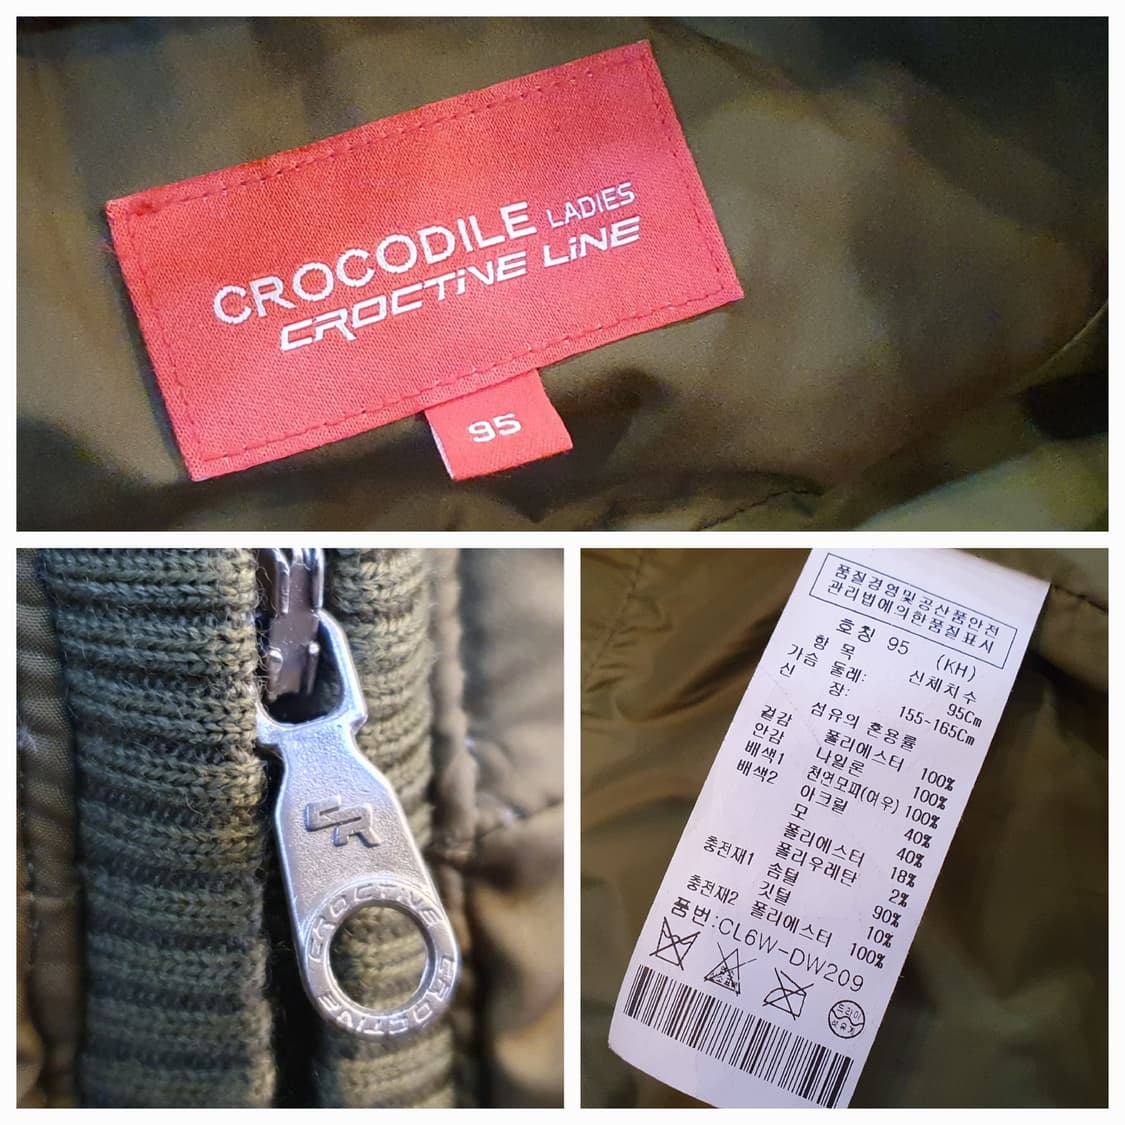 CROCODILE LADIES
CROCTiVE LiNE
95
CR
CROCTIVE
CROCTIVE
품질경영및공산품안전
관리법에의한품질표시
호칭 95 (KH)
항 목 신체치수
가슴 둘레: 95Cm
신 장: 155-165Cm
섬유의 혼용률
겉감 폴리에스터 100%
안감 나일론 100%
배색1 천연모피(여우) 100%
배색2 아크릴 40%
모 40%
폴리에스터 18%
폴리우레탄 2%
충전재1 솜털 90%
깃털 10%
충전재2 폴리에스터 100%
품번:CL6W-DW209
드라이